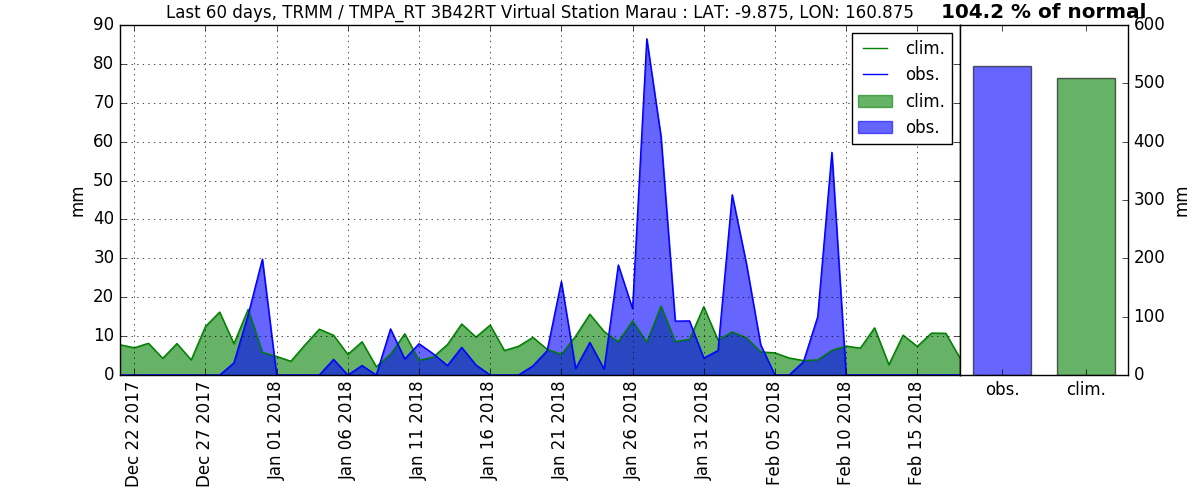 Last 60 days, TRMM / TMPA_RT 3B42RT Virtual Station Marau : LAT: -9.875, LON: 160.875
104.2 % of normal
90
80
70
60
50
40
30
20
10
0
mm
clim.
obs.
clim.
obs.
600
500
400
300
200
100
0
mm
Dec 22 2017
Dec 27 2017
Jan 01 2018
Jan 06 2018
Jan 11 2018
Jan 16 2018
Jan 21 2018
Jan 26 2018
Jan 31 2018
Feb 05 2018
Feb 10 2018
Feb 15 2018
obs.
clim.